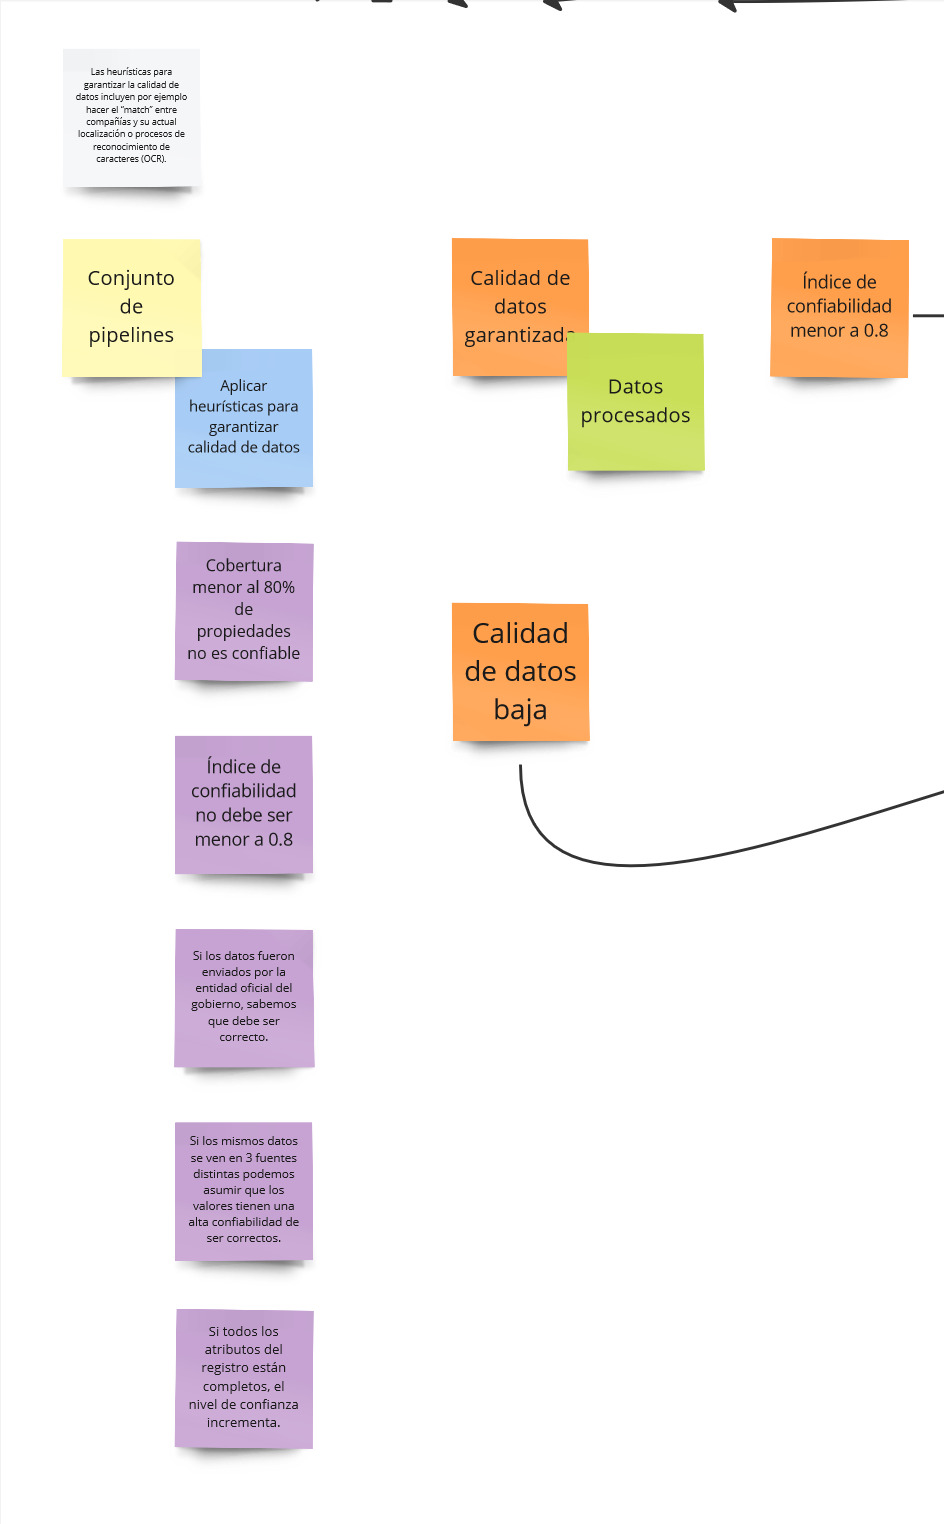 Las heurísticas para
garantizar la calidad de
datos incluyen por ejemplo
hacer el "match" entre
compañías y su actual
localización o procesos de
reconocimiento de
caracteres (OCR).
Conjunto
de
pipelines
Aplicar
heurísticas para
garantizar
calidad de datos
Calidad de
datos
garantizada
Datos
procesados
Índice de
confiabilidad
menor a 0.8
Cobertura
menor al 80%
de
propiedades
no es confiable
Calidad
de datos
baja
Índice de
confiabilidad
no debe ser
menor a 0.8
Si los datos fueron
enviados por la
entidad oficial del
gobierno, sabemos
que debe ser
correcto.
Si los mismos datos
se ven en 3 fuentes
distintas podemos
asumir que los
valores tienen una
alta confiabilidad de
ser correctos.
Si todos los
atributos del
registro están
completos, el
nivel de confianza
incrementa.